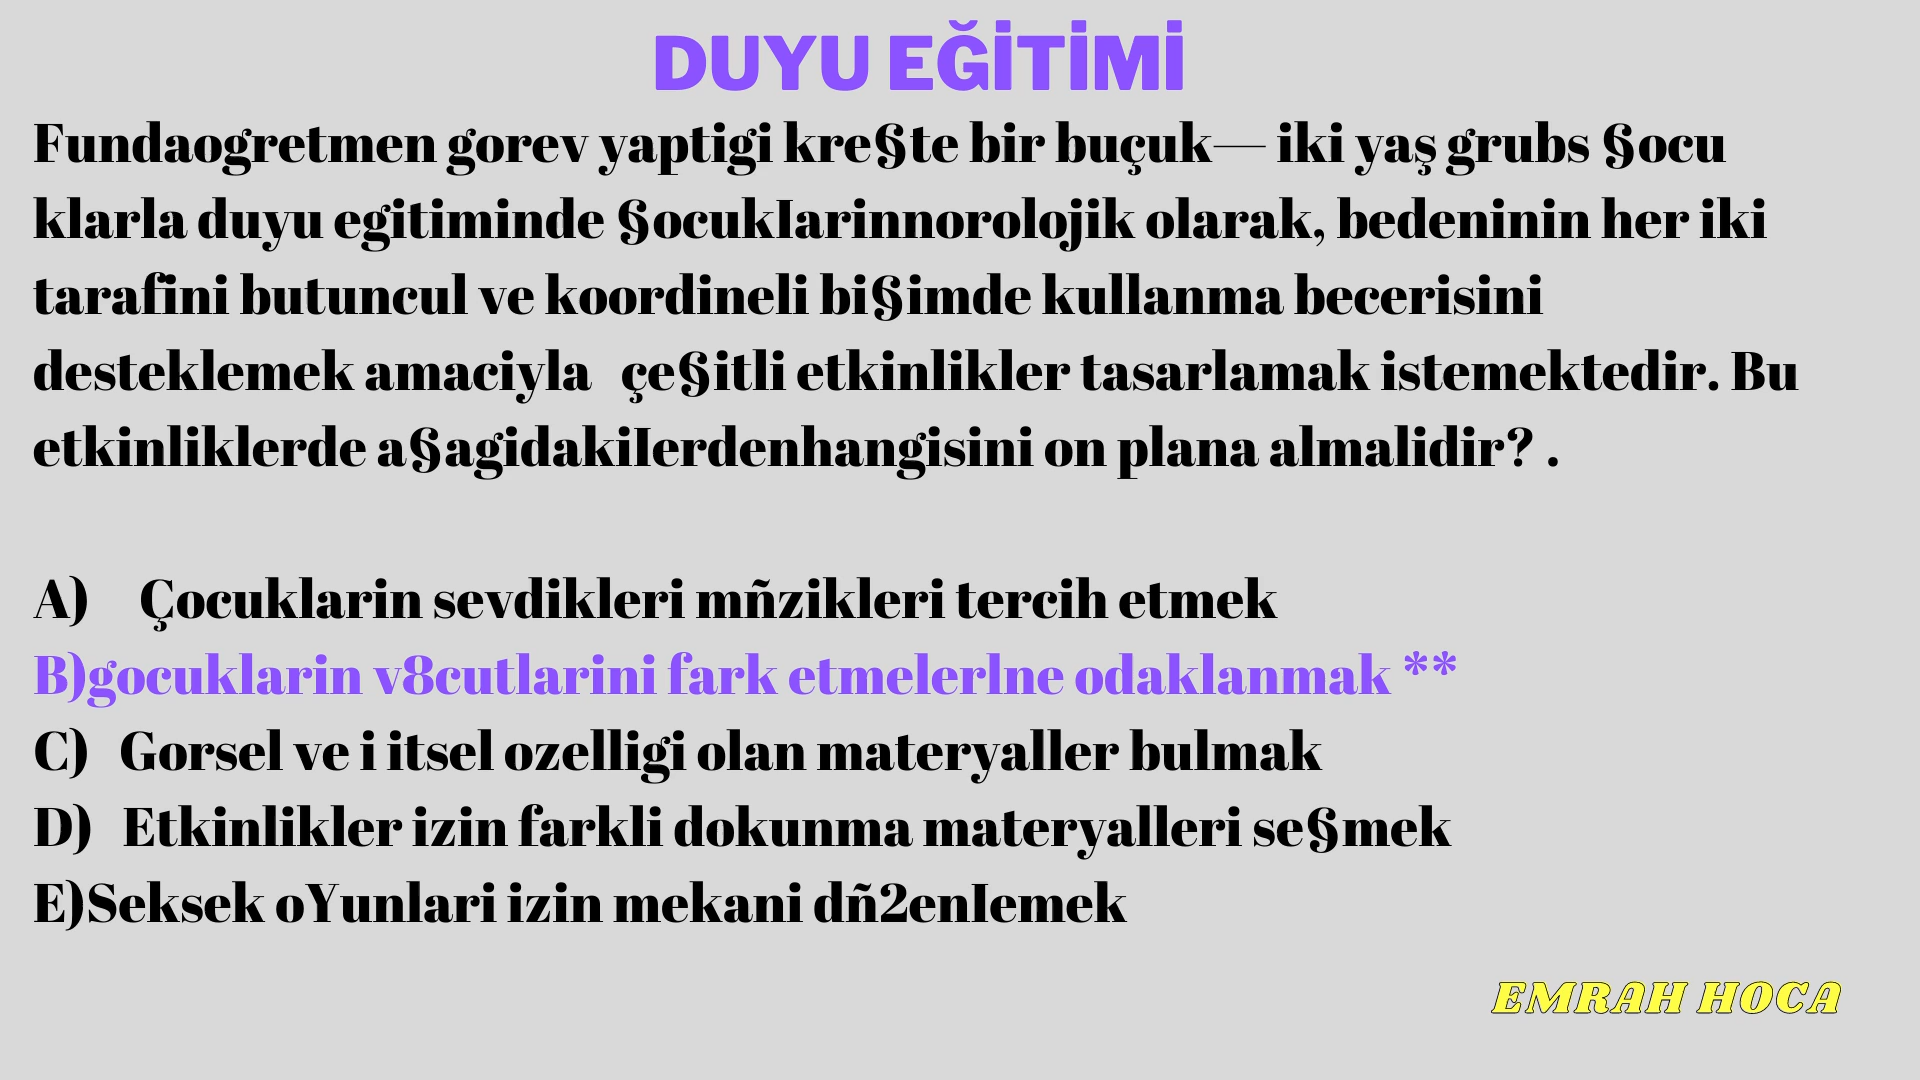 DUYU EĞİTİMİ
Fundaogretmen gorev yaptigi kre§te bir buçuk— iki yaş grubs §ocu
klarla duyu egitiminde §ocukIarinnorolojik olarak, bedeninin her iki
tarafini butuncul ve koordineli bi§imde kullanma becerisini
desteklemek amaciyla   çe§itli etkinlikler tasarlamak istemektedir. Bu
etkinliklerde a§agidakiIerdenhangisini on plana almalidir? .
A)    Çocuklarin sevdikleri mñzikleri tercih etmek
B)gocuklarin v8cutlarini fark etmelerlne odaklanmak **
C)   Gorsel ve i itsel ozelligi olan materyaller bulmak
D)   Etkinlikler izin farkli dokunma materyalleri se§mek
E)Seksek oYunlari izin mekani dñ2enIemek
EMRAH HOCA